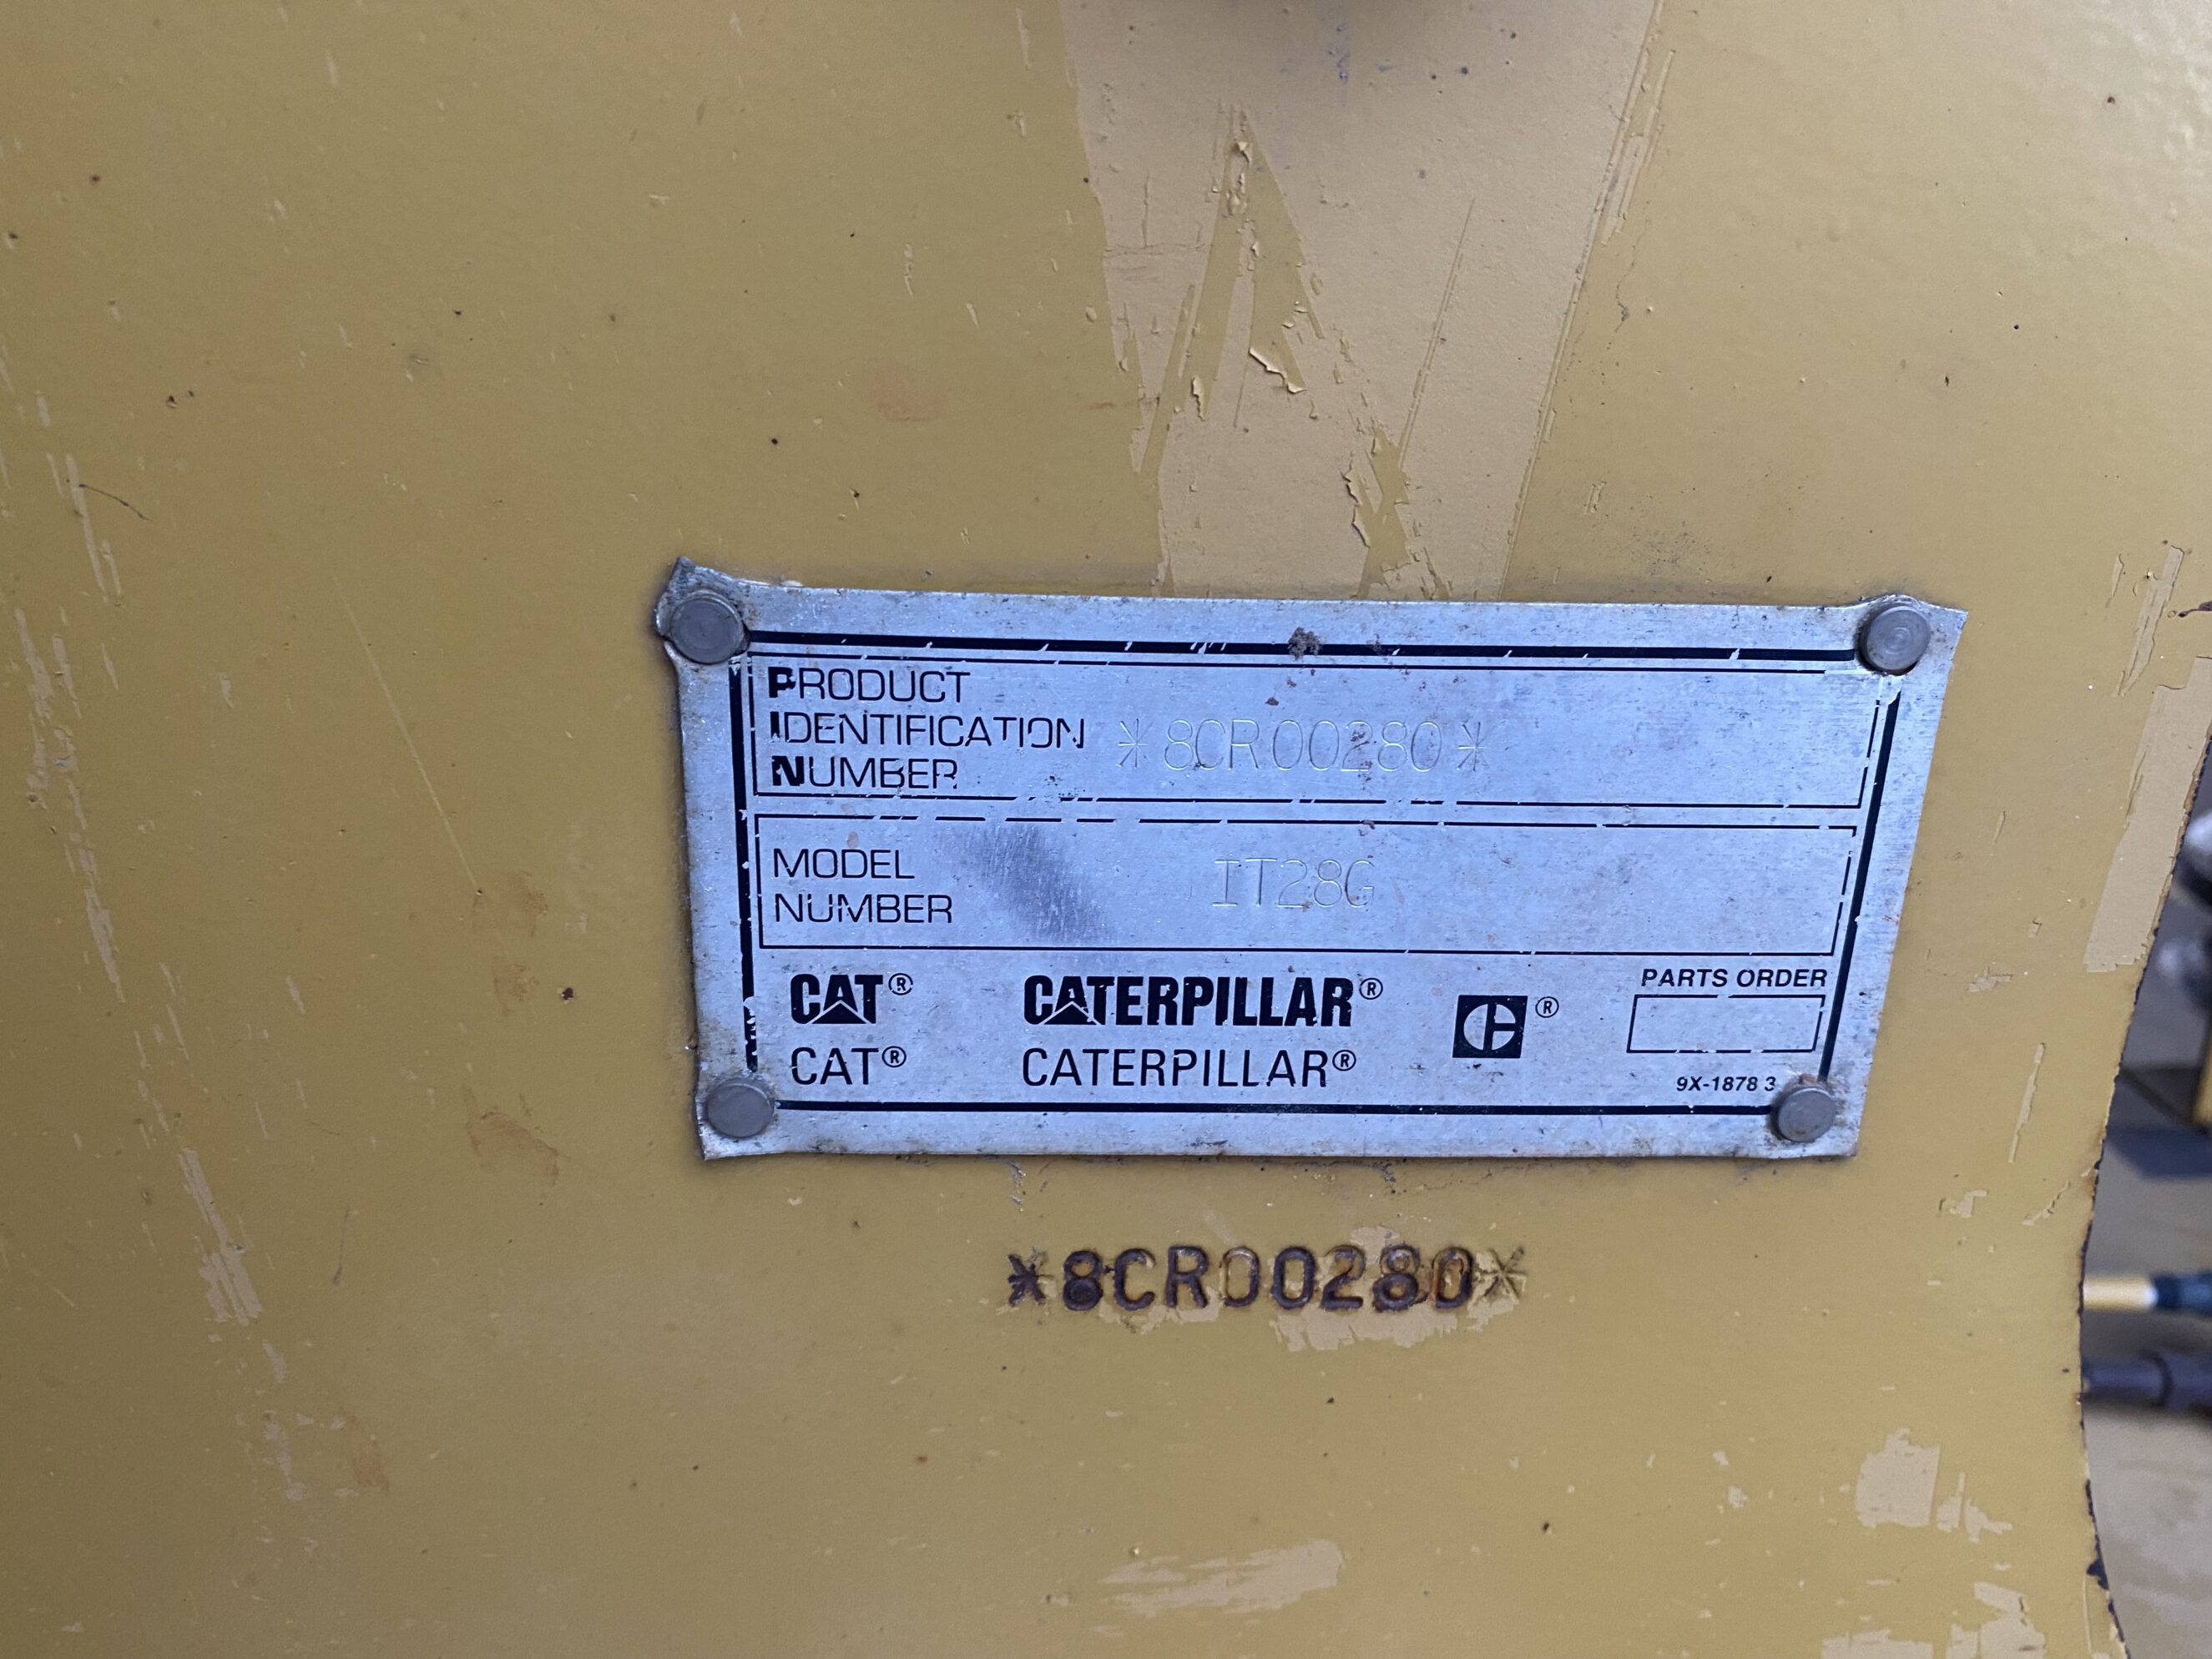 PRODUCT
IDENTIFICATION *8CR00280*
NUMBER
MODEL
NUMBER IT28G
CAT® CATERPILLAR® ® PARTS ORDER
CAT® CATERPILLAR®
9X-1878 3
*8CR00280*